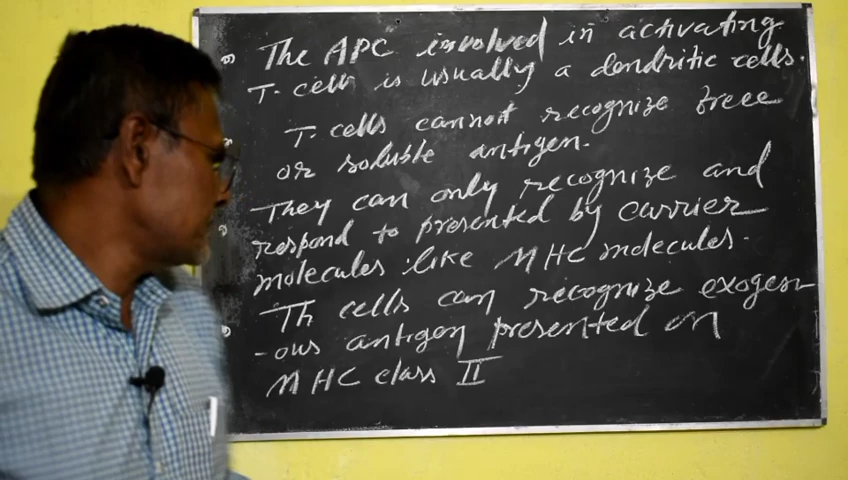 The APC involved in activating
T-cells is usually a dendritic cells.
T-cells cannot recognize freee
or soluble antigen.
They can only recognize and
respond to presented by carrier
molecules like MHC molecules.
Th cells can recognize exogen
-ous antigen presented on
MHC class II